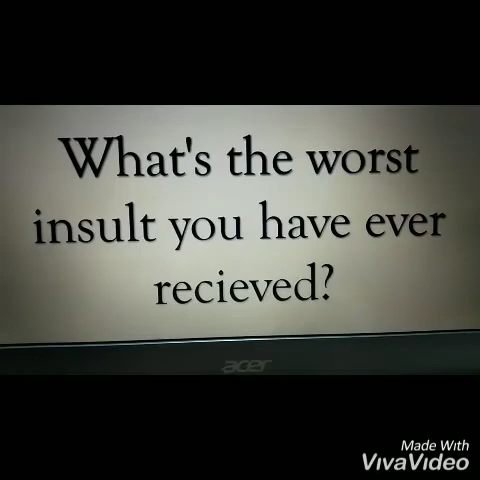 What's the worst
insult you have ever
recieved?
acer
Made With
VivaVideo